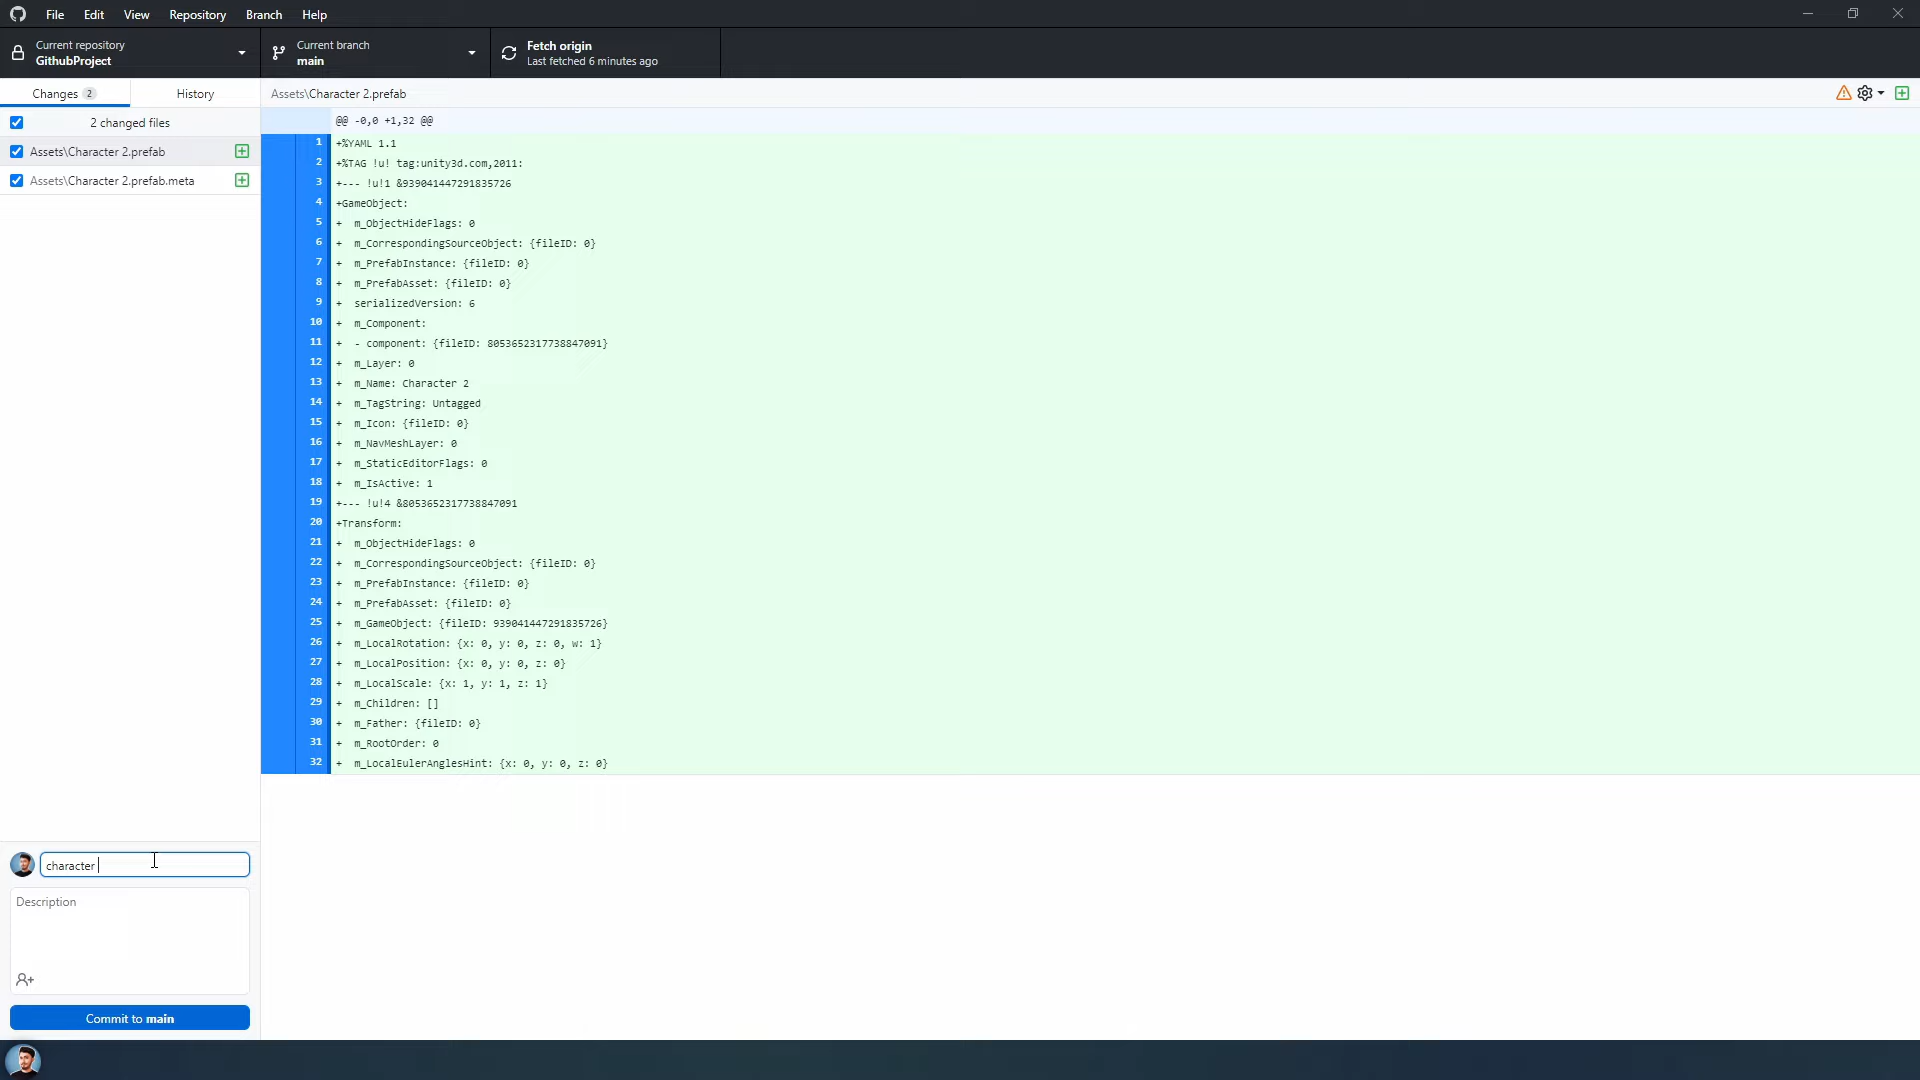 File Edit View Repository Branch Help
Current repository
GithubProject
Current branch
main
Fetch origin
Last fetched 6 minutes ago
Changes 2
History
Assets\Character 2.prefab
2 changed files
Assets\Character 2.prefab
Assets\Character 2.prefab.meta
@@ -0,0 +1,32 @@
1 +%YAML 1.1
2 +%TAG !u! tag:unity3d.com,2011:
3 +--- !u!1 &939041447291835726
4 +GameObject:
5 +  m_ObjectHideFlags: 0
6 +  m_CorrespondingSourceObject: {fileID: 0}
7 +  m_PrefabInstance: {fileID: 0}
8 +  m_PrefabAsset: {fileID: 0}
9 +  serializedVersion: 6
10 +  m_Component:
11 +  - component: {fileID: 8053652317738847091}
12 +  m_Layer: 0
13 +  m_Name: Character 2
14 +  m_TagString: Untagged
15 +  m_Icon: {fileID: 0}
16 +  m_NavMeshLayer: 0
17 +  m_StaticEditorFlags: 0
18 +  m_IsActive: 1
19 +--- !u!4 &8053652317738847091
20 +Transform:
21 +  m_ObjectHideFlags: 0
22 +  m_CorrespondingSourceObject: {fileID: 0}
23 +  m_PrefabInstance: {fileID: 0}
24 +  m_PrefabAsset: {fileID: 0}
25 +  m_GameObject: {fileID: 939041447291835726}
26 +  m_LocalRotation: {x: 0, y: 0, z: 0, w: 1}
27 +  m_LocalPosition: {x: 0, y: 0, z: 0}
28 +  m_LocalScale: {x: 1, y: 1, z: 1}
29 +  m_Children: []
30 +  m_Father: {fileID: 0}
31 +  m_RootOrder: 0
32 +  m_LocalEulerAnglesHint: {x: 0, y: 0, z: 0}
character
Description
Commit to main